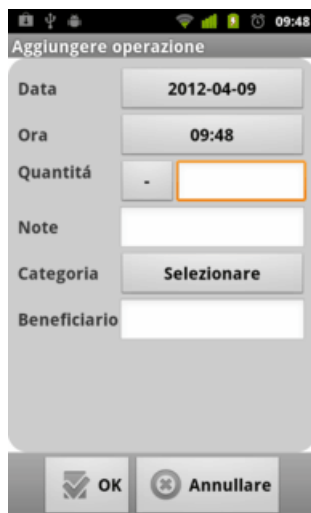 09:48
Aggiungere operazione
Data 2012-04-09
Ora 09:48
Quantitá -
Note
Categoria Selezionare
Beneficiario
OK Annullare